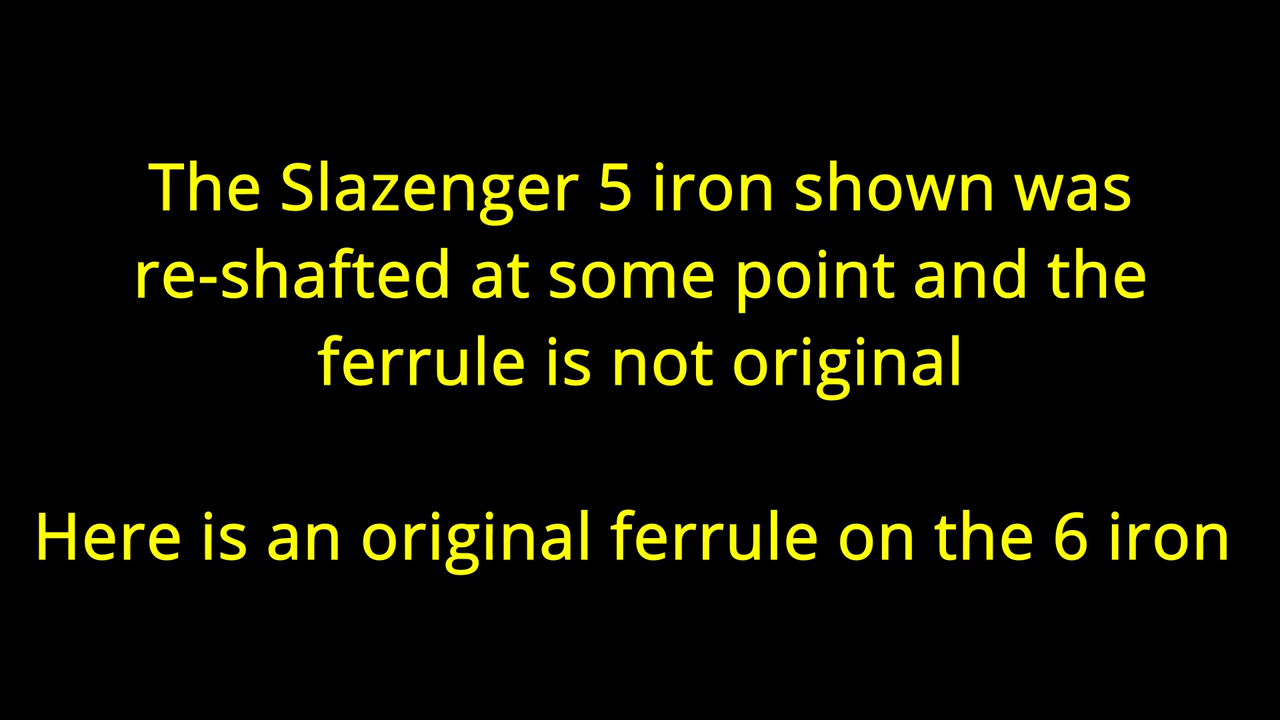 The Slazenger 5 iron shown was
re-shafted at some point and the
ferrule is not original
Here is an original ferrule on the 6 iron